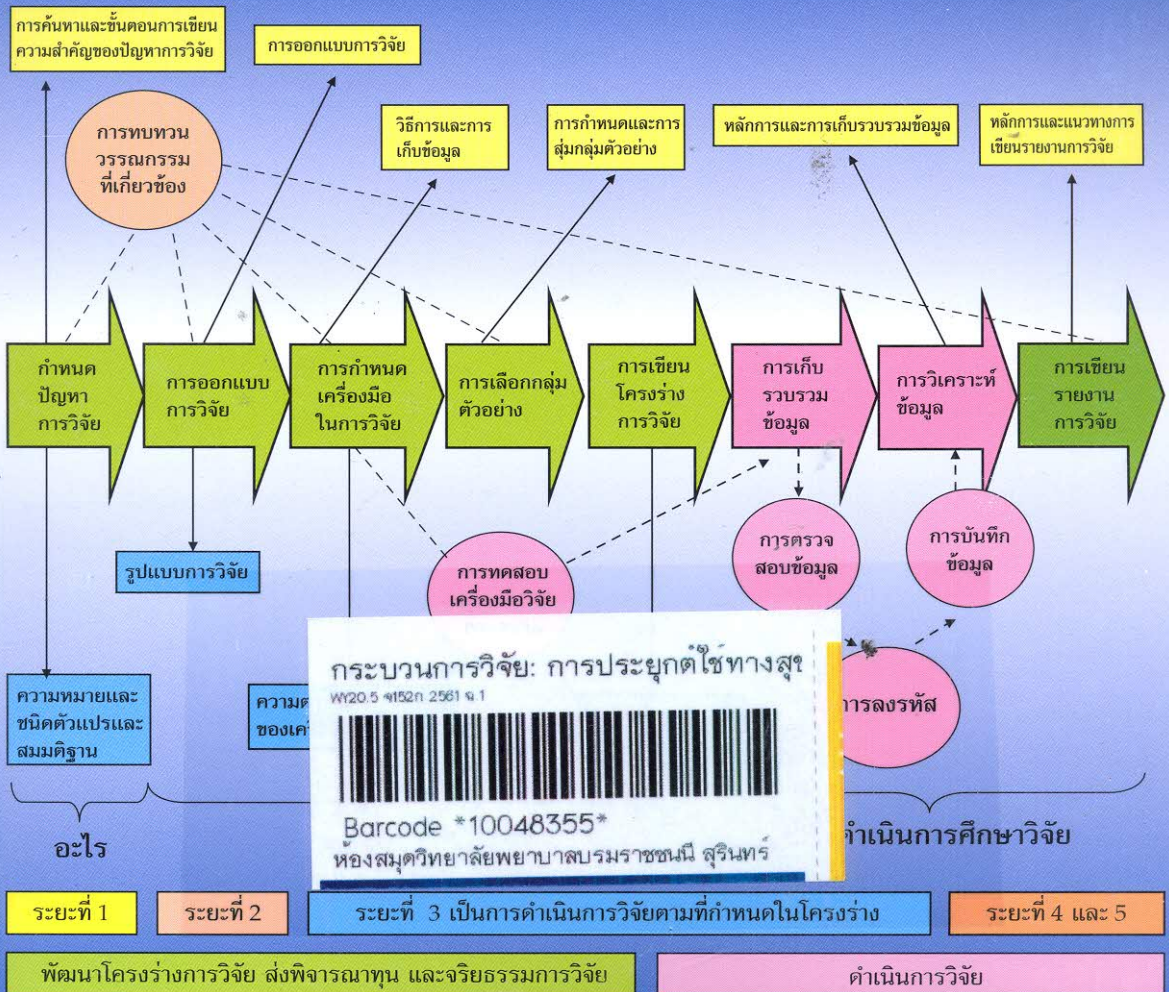 การค้นหาและขั้นตอนการเขียน
ความสำคัญของปัญหาการวิจัย
การออกแบบการวิจัย
การทบทวน
วรรณกรรม
ที่เกี่ยวข้อง
วิธีการและการ
เก็บข้อมูล
การกำหนดและการ
สุ่มกลุ่มตัวอย่าง
หลักการและการเก็บรวบรวมข้อมูล
หลักการและแนวทางการ
เขียนรายงานการวิจัย
กำหนด
ปัญหา
การวิจัย
การออกแบบ
การวิจัย
การกำหนด
เครื่องมือ
ในการวิจัย
การเลือกกลุ่ม
ตัวอย่าง
การเขียน
โครงร่าง
การวิจัย
การเก็บ
รวบรวม
ข้อมูล
การวิเคราะห์
ข้อมูล
การเขียน
รายงาน
การวิจัย
รูปแบบการวิจัย
การทดสอบ
เครื่องมือวิจัย
การตรวจ
สอบข้อมูล
การบันทึก
ข้อมูล
การลงรหัส
ความหมายและ
ชนิดตัวแปรและ
สมมติฐาน
ของเค
กระบวนการวิจัย: การประยุกต์ใช้ทางสุข
WY20.5 ข152ก 2561 ฉ.1
Barcode *10048355*
ห้องสมุดวิทยาลัยพยาบาลบรมราชชนนี สุรินทร์
อะไร
ดำเนินการศึกษาวิจัย
ระยะที่ 1
ระยะที่ 2
ระยะที่ 3 เป็นการดำเนินการวิจัยตามที่กำหนดในโครงร่าง
ระยะที่ 4 และ 5
พัฒนาโครงร่างการวิจัย ส่งพิจารณาทุน และจริยธรรมการวิจัย
ดำเนินการวิจัย